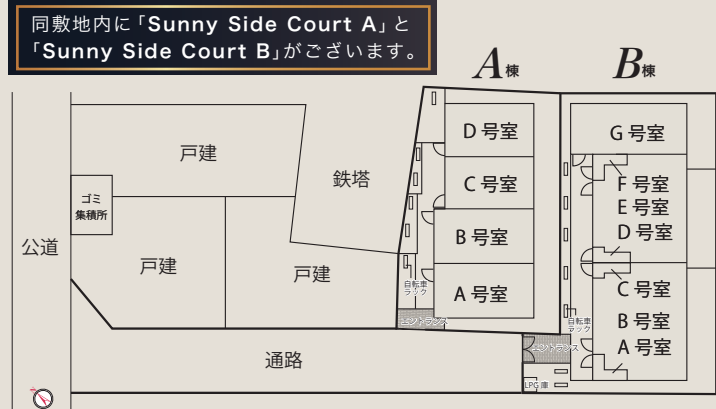 同敷地内に「Sunny Side Court A」と
「Sunny Side Court B」がございます。
A棟
B棟
D号室
C号室
B号室
A号室
自転車
ラック
エントランス
G号室
F号室
E号室
D号室
C号室
B号室
A号室
自転車
ラック
エントランス
LPG庫
戸建
鉄塔
ゴミ
集積所
公道
戸建
戸建
通路